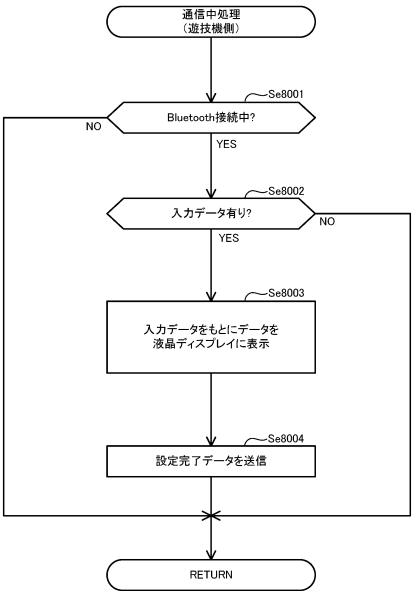 通信中処理
(遊技機側)
Se8001
Bluetooth接続中?
NO
YES
Se8002
入力データ有り?
NO
YES
Se8003
入力データをもとにデータを
液晶ディスプレイに表示
Se8004
設定完了データを送信
RETURN